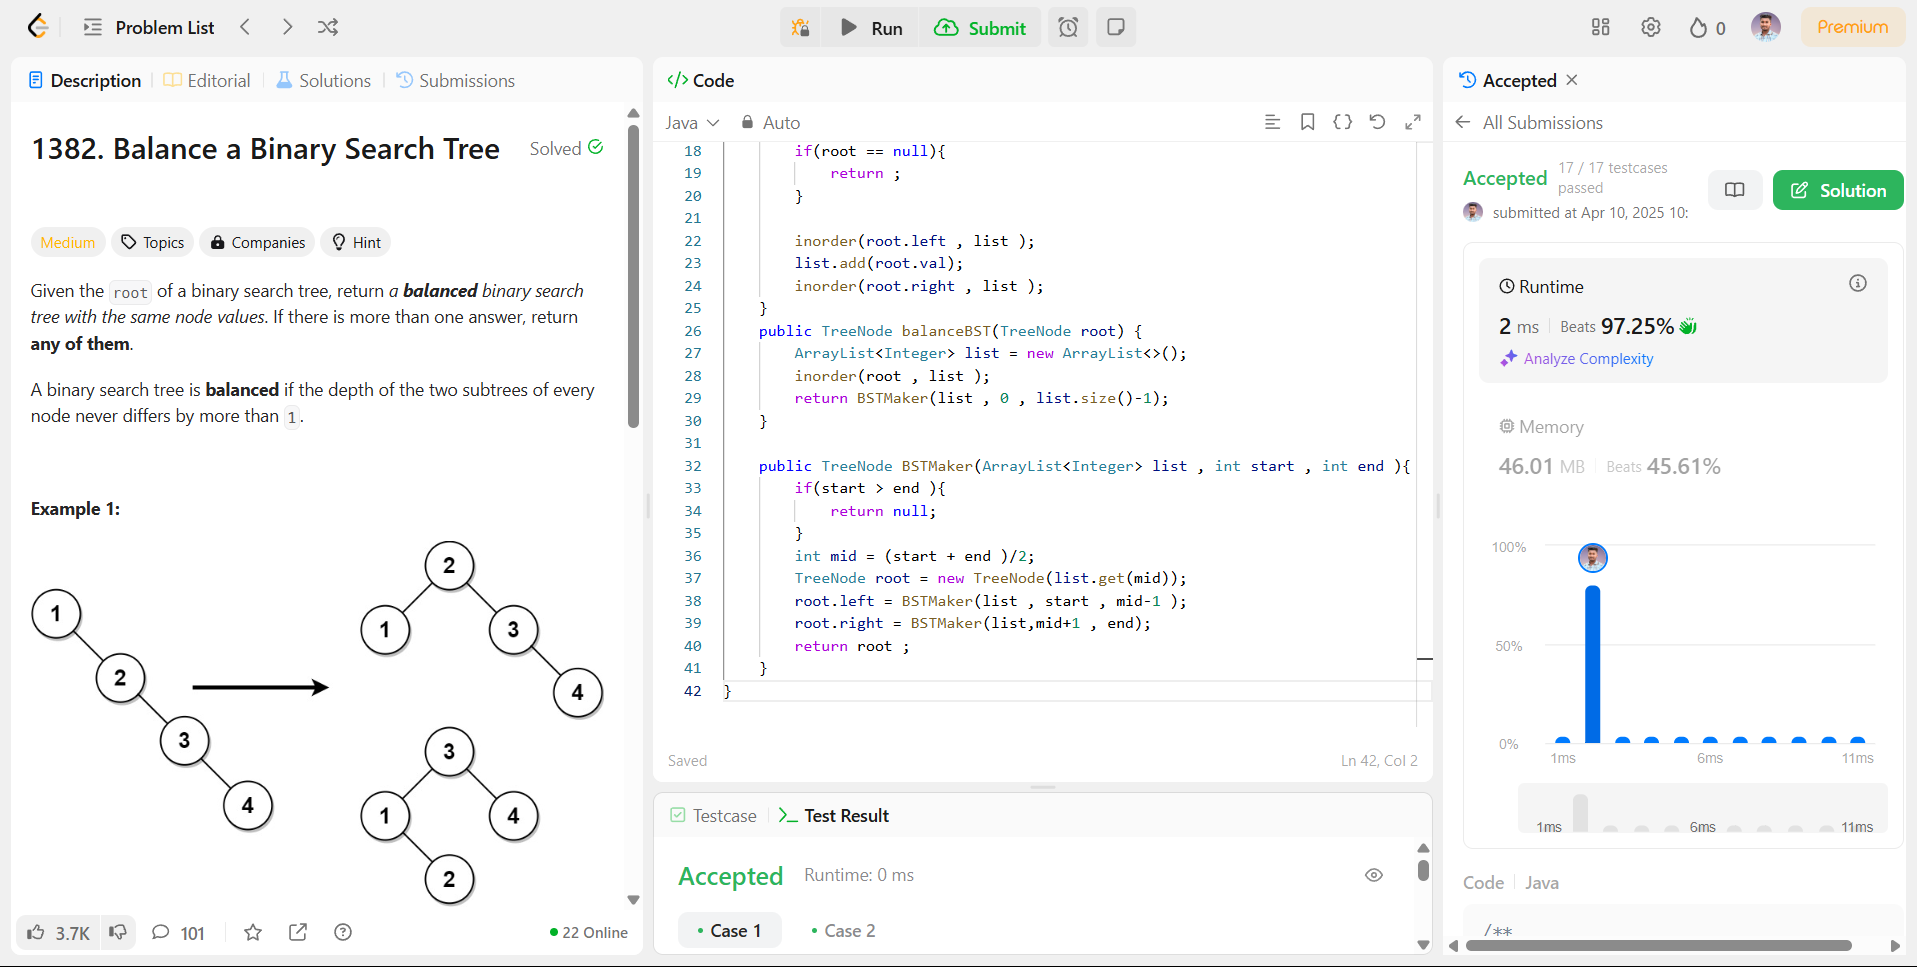 Problem List
Run
Submit
0
Premium
Description
Editorial
Solutions
Submissions
1382. Balance a Binary Search Tree
Solved
Medium
Topics
Companies
Hint
Given the root of a binary search tree, return a balanced binary search
tree with the same node values. If there is more than one answer, return
any of them.
A binary search tree is balanced if the depth of the two subtrees of every
node never differs by more than 1.
Example 1:
1
2
3
4
2
1
3
4
3
1
4
2
3.7K
101
22 Online
Code
Java
Auto
18 if(root == null){
19 return ;
20 }
21
22 inorder(root.left , list );
23 list.add(root.val);
24 inorder(root.right , list );
25 }
26 public TreeNode balanceBST(TreeNode root) {
27 ArrayList<Integer> list = new ArrayList<>();
28 inorder(root , list );
29 return BSTMaker(list , 0 , list.size()-1);
30 }
31
32 public TreeNode BSTMaker(ArrayList<Integer> list , int start , int end ){
33 if(start > end ){
34 return null;
35 }
36 int mid = (start + end )/2;
37 TreeNode root = new TreeNode(list.get(mid));
38 root.left = BSTMaker(list , start , mid-1 );
39 root.right = BSTMaker(list,mid+1 , end);
40 return root ;
41 }
42 }
Saved
Ln 42, Col 2
Testcase
Test Result
Accepted
Runtime: 0 ms
Case 1
Case 2
Accepted
All Submissions
Accepted
17 / 17 testcases
passed
submitted at Apr 10, 2025 10:
Solution
Runtime
2 ms
Beats 97.25%
Analyze Complexity
Memory
46.01 MB
Beats 45.61%
100%
50%
0%
1ms
6ms
11ms
1ms
6ms
11ms
Code
Java
/**